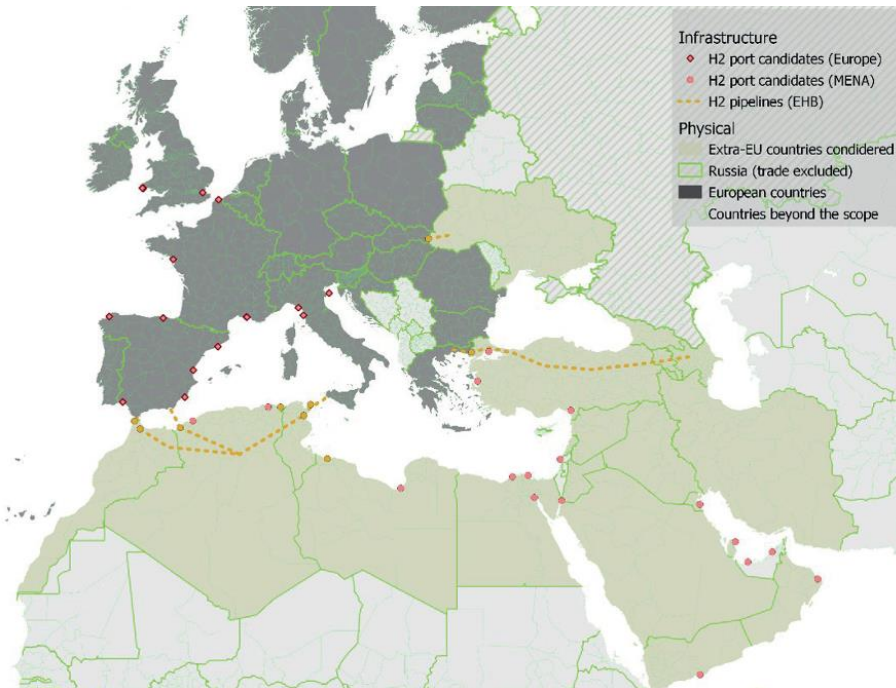 Infrastructure
H2 port candidates (Europe)
H2 port candidates (MENA)
H2 pipelines (EHB)
Physical
Extra-EU countries condidered
Russia (trade excluded)
European countries
Countries beyond the scope